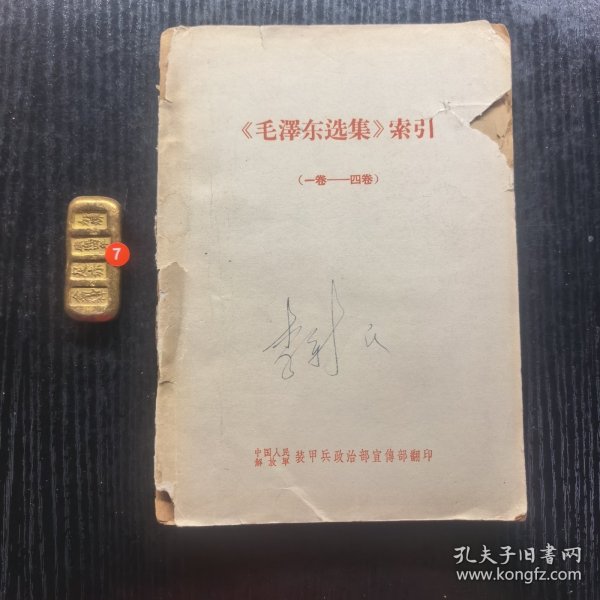 《毛澤东选集》索引
(一卷——四卷)
中国人民
解放軍
装甲兵政治部宣傳部翻印
7
孔夫子旧书网
www.kongfz.com